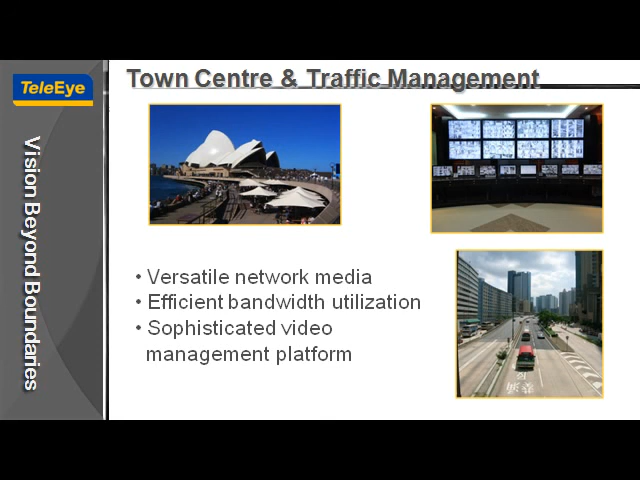 TeleEye
Vision Beyond Boundaries
Town Centre & Traffic Management
• Versatile network media
• Efficient bandwidth utilization
• Sophisticated video
management platform